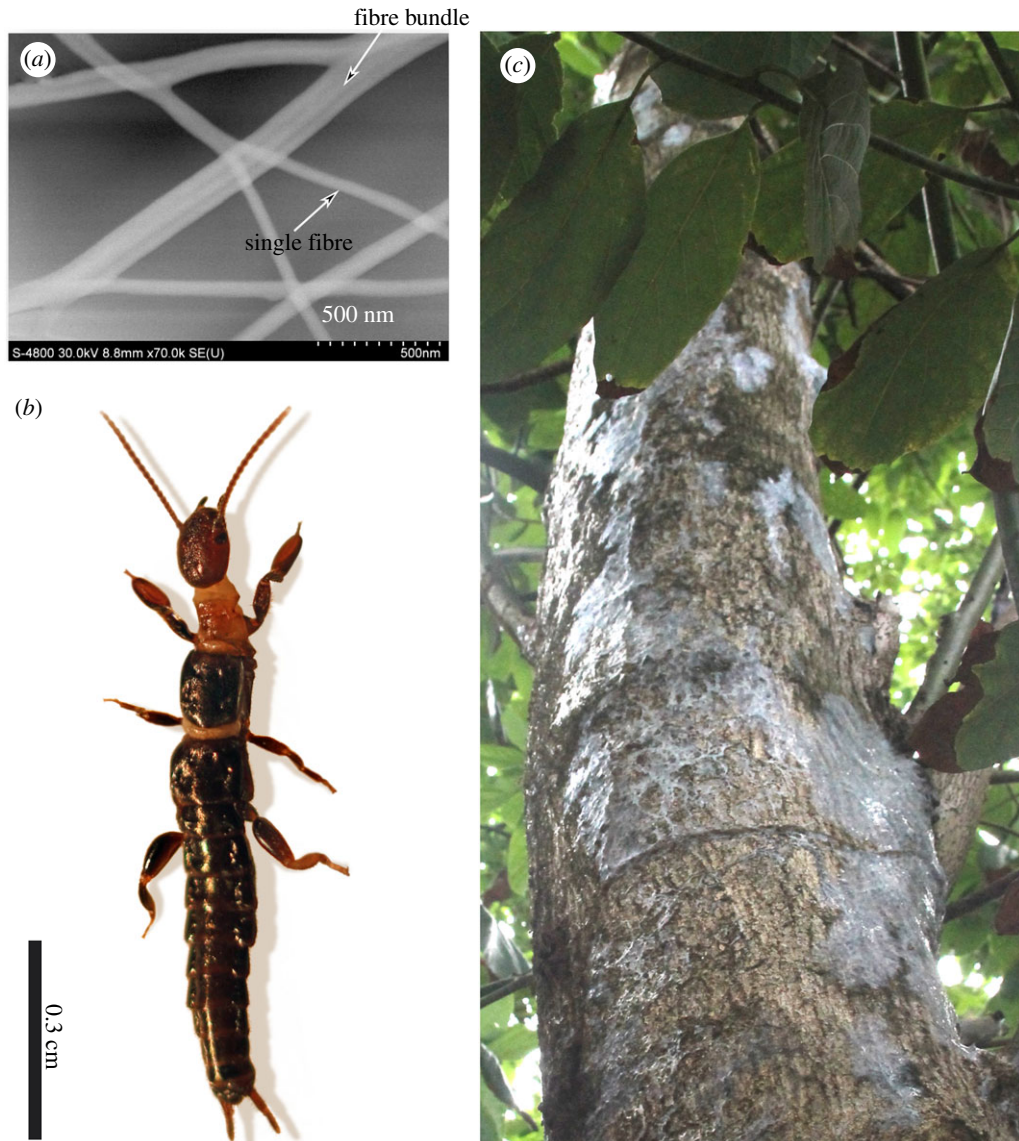 fibre bundle
(a)
single fibre
500 nm
S-4800 30.0kV 8.8mm x70.0k SE(U)
500nm
(b)
0.3 cm
(c)